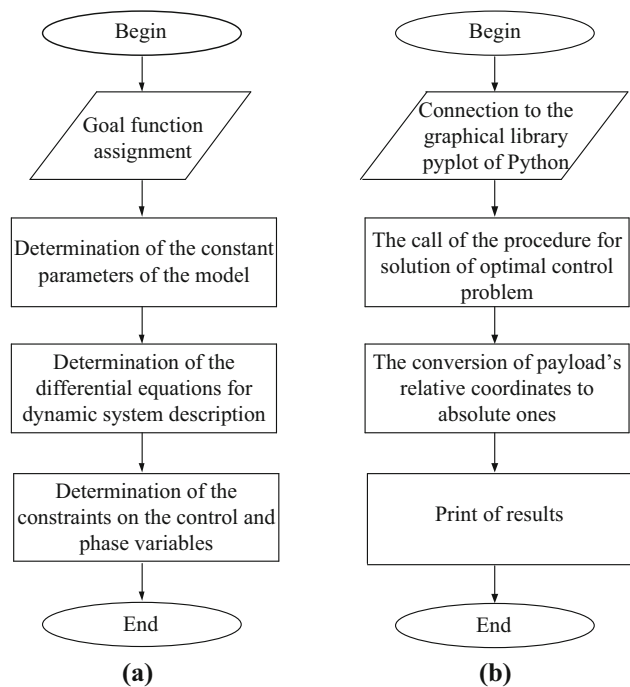 Begin
Goal function
assignment
Determination of the constant
parameters of the model
Determination of the
differential equations for
dynamic system description
Determination of the
constraints on the control and
phase variables
End
(a)
Begin
Connection to the
graphical library
pyplot of Python
The call of the procedure for
solution of optimal control
problem
The conversion of payload’s
relative coordinates to
absolute ones
Print of results
End
(b)